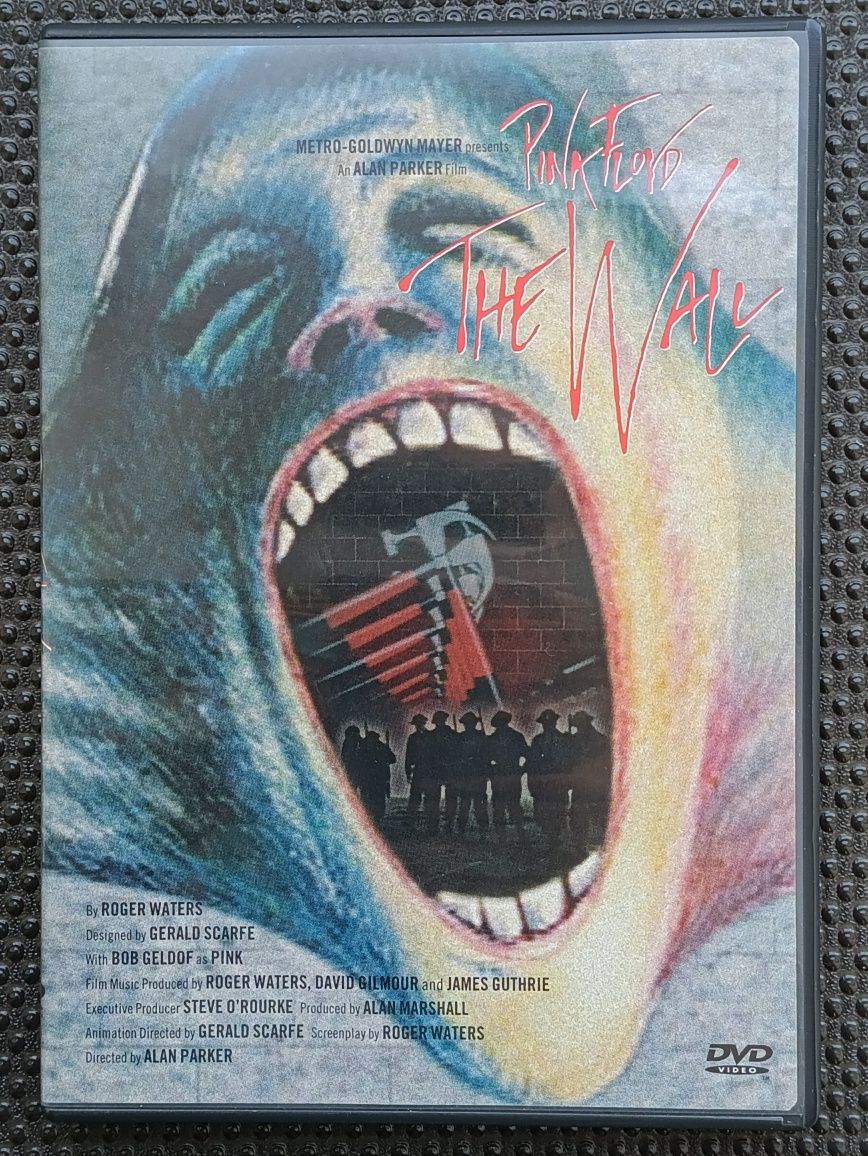 METRO-GOLDWYN MAYER presents
An ALAN PARKER Film
PINK FLOYD
THE WALL
By ROGER WATERS
Designed by GERALD SCARFE
With BOB GELDOF as PINK
Film Music Produced by ROGER WATERS, DAVID GILMOUR and JAMES GUTHRIE
Executive Producer STEVE O'ROURKE Produced by ALAN MARSHALL
Animation Directed by GERALD SCARFE Screenplay by ROGER WATERS
Directed by ALAN PARKER
DVD
VIDEO
TM